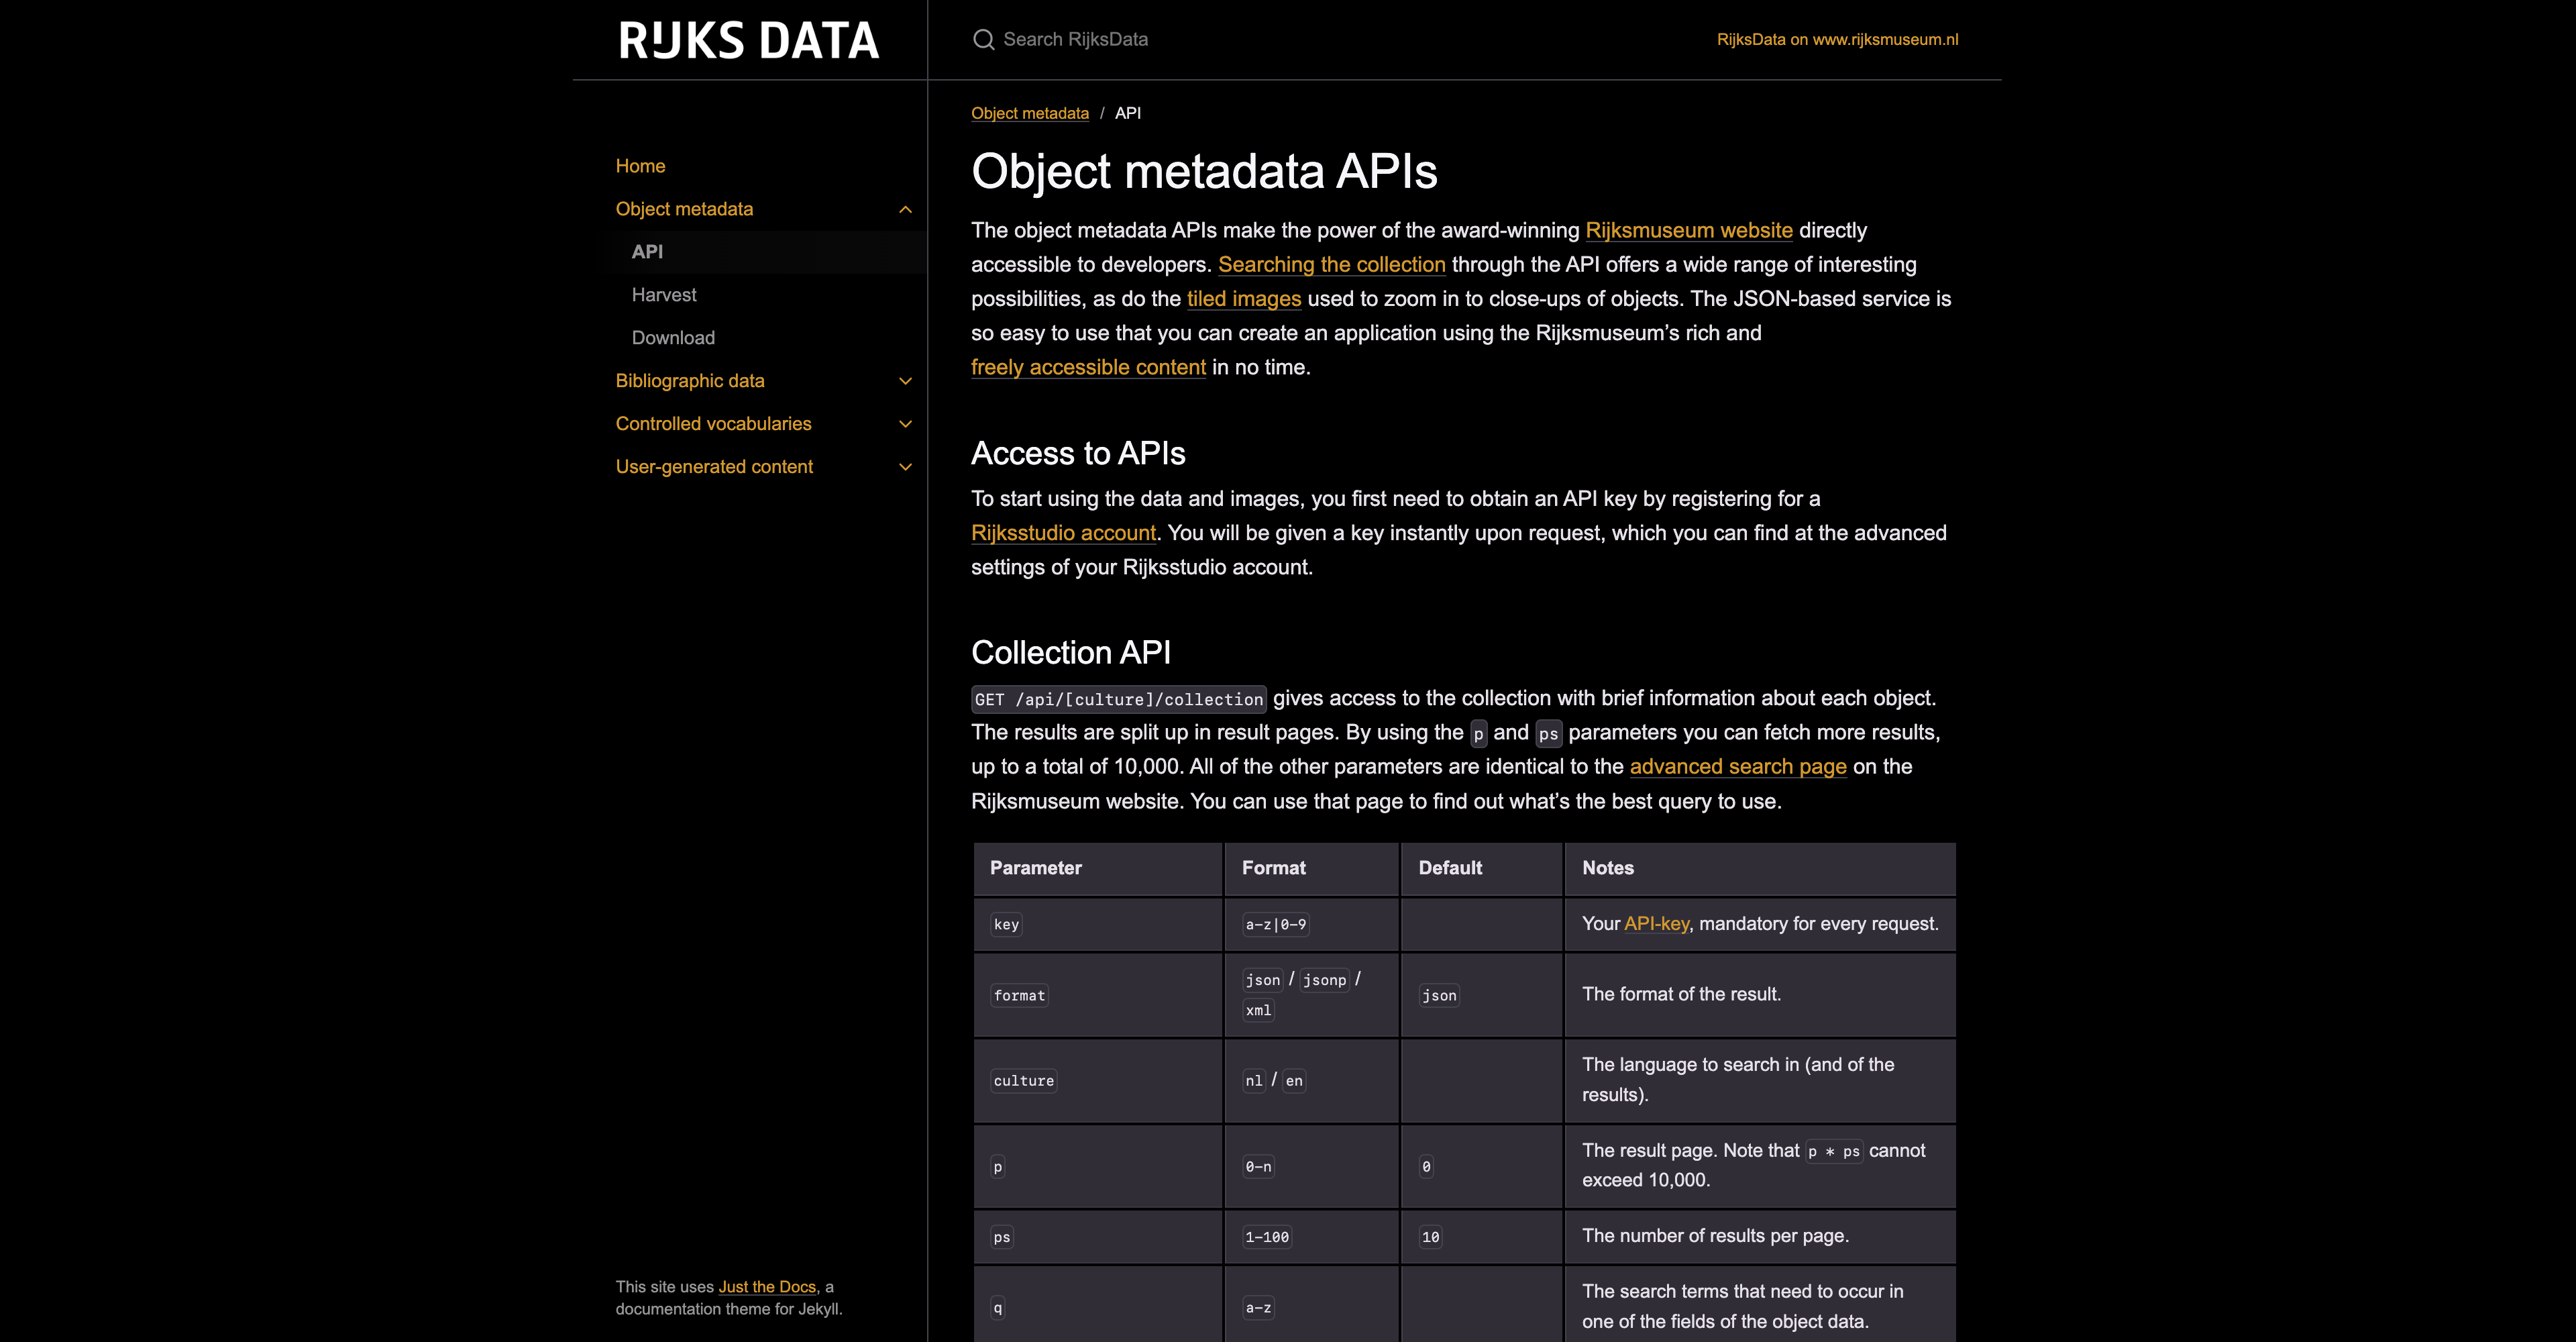 RIJKS DATA
Search RijksData
RijksData on www.rijksmuseum.nl
Home
Object metadata
API
Harvest
Download
Bibliographic data
Controlled vocabularies
User-generated content
This site uses Just the Docs, a
documentation theme for Jekyll.
Object metadata / API
Object metadata APIs
The object metadata APIs make the power of the award-winning Rijksmuseum website directly
accessible to developers. Searching the collection through the API offers a wide range of interesting
possibilities, as do the tiled images used to zoom in to close-ups of objects. The JSON-based service is
so easy to use that you can create an application using the Rijksmuseum’s rich and
freely accessible content in no time.
Access to APIs
To start using the data and images, you first need to obtain an API key by registering for a
Rijksstudio account. You will be given a key instantly upon request, which you can find at the advanced
settings of your Rijksstudio account.
Collection API
GET /api/[culture]/collection gives access to the collection with brief information about each object.
The results are split up in result pages. By using the p and ps parameters you can fetch more results,
up to a total of 10,000. All of the other parameters are identical to the advanced search page on the
Rijksmuseum website. You can use that page to find out what’s the best query to use.
Parameter Format Default Notes
key a-z|0-9 Your API-key, mandatory for every request.
format json / jsonp / xml json The format of the result.
culture nl / en The language to search in (and of the
results).
p 0-n 0 The result page. Note that p * ps cannot
exceed 10,000.
ps 1-100 10 The number of results per page.
q a-z The search terms that need to occur in
one of the fields of the object data.